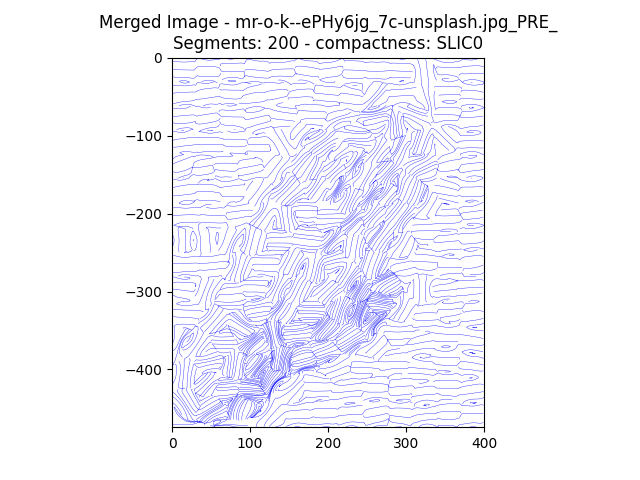 Merged Image - mr-o-k--ePHy6jg_7c-unsplash.jpg_PRE_
Segments: 200 - compactness: SLIC0
0
−100
−200
−300
−400
0 100 200 300 400